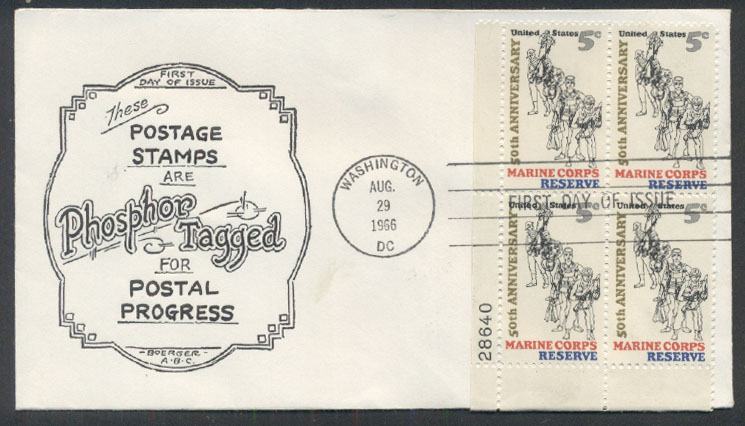 FIRST
DAY OF ISSUE
These
POSTAGE
STAMPS
ARE
Phosphor
Tagged
FOR
POSTAL
PROGRESS
-BOERGER-
A·B·C·
WASHINGTON
AUG.
29
1966
DC
FIRST DAY OF ISSUE
United States 5c
50th ANNIVERSARY
MARINE CORPS
RESERVE
United States 5c
50th ANNIVERSARY
MARINE CORPS
RESERVE
United States 5c
50th ANNIVERSARY
MARINE CORPS
RESERVE
United States 5c
50th ANNIVERSARY
MARINE CORPS
RESERVE
28640